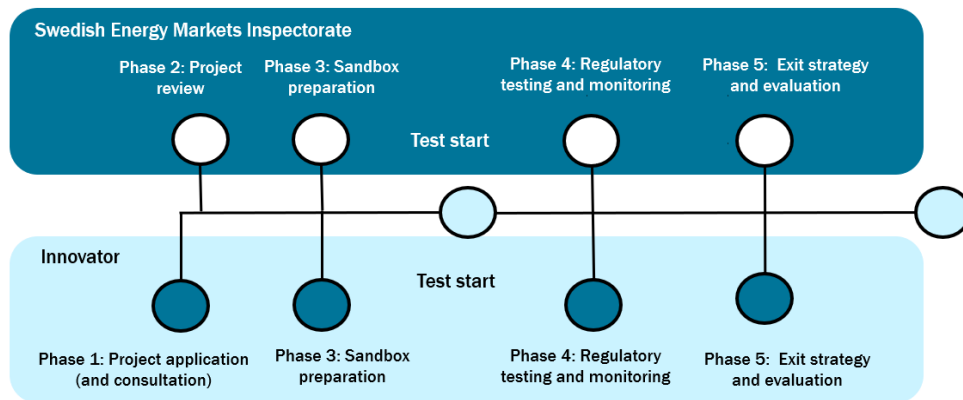 Swedish Energy Markets Inspectorate
Phase 2: Project
review
Phase 3: Sandbox
preparation
Phase 4: Regulatory
testing and monitoring
Phase 5:  Exit strategy
and evaluation
Test start
Innovator
Test start
Phase 1: Project application
(and consultation)
Phase 3: Sandbox
preparation
Phase 4: Regulatory
testing and monitoring
Phase 5:  Exit strategy
and evaluation